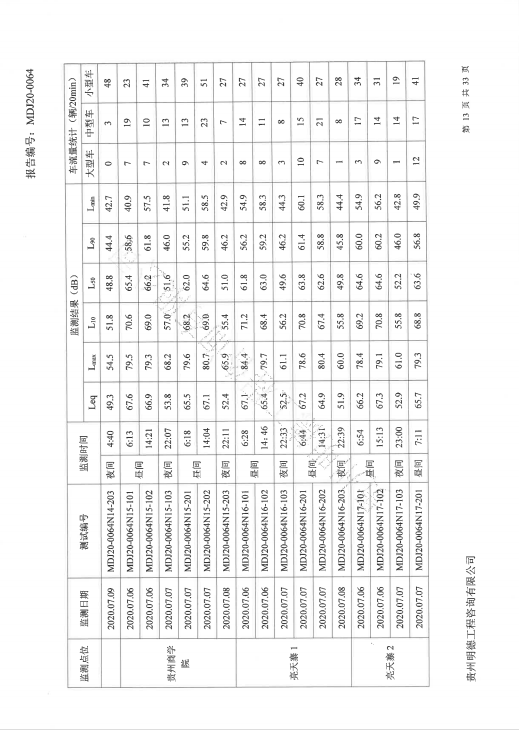 报告编号:MDJ20-0064
监测点位 监测日期 测试编号 监测时间 监测结果(dB) 车流量统计(辆/20min)
Leq Lmax L10 L50 L90 Lmin 大型车 中型车 小型车
2020.07.09 MDJ20-0064N14-203 夜间 4:40 49.3 54.5 51.8 48.8 44.4 42.7 0 3 48
贵州商学院 2020.07.06 MDJ20-0064N15-101 昼间 6:13 67.6 79.5 70.6 65.4 58.6 40.9 7 19 23
2020.07.06 MDJ20-0064N15-102 14:21 66.9 79.3 69.0 66.2 61.8 57.5 7 10 41
2020.07.07 MDJ20-0064N15-103 夜间 22:07 53.8 68.2 57.0 51.6 46.0 41.8 2 13 34
2020.07.07 MDJ20-0064N15-201 昼间 6:18 65.5 79.6 68.2 62.0 55.2 51.1 9 13 39
2020.07.07 MDJ20-0064N15-202 14:04 67.1 80.7 69.0 64.6 59.8 58.5 4 23 51
2020.07.08 MDJ20-0064N15-203 夜间 22:11 52.4 65.9 55.4 51.0 46.2 42.9 2 7 27
亮天寨 1 2020.07.06 MDJ20-0064N16-101 昼间 6:28 67.1 84.4 71.2 61.8 56.2 54.9 8 14 27
2020.07.06 MDJ20-0064N16-102 14:46 65.4 79.7 68.4 63.0 59.2 58.3 8 11 27
2020.07.07 MDJ20-0064N16-103 夜间 22:33 52.5 61.1 56.2 49.6 46.2 44.3 3 8 27
2020.07.07 MDJ20-0064N16-201 昼间 6:44 67.2 78.6 70.8 63.8 61.4 60.1 10 15 40
2020.07.07 MDJ20-0064N16-202 14:31 64.9 80.4 67.4 62.6 58.8 58.3 7 21 27
2020.07.08 MDJ20-0064N16-203 夜间 22:39 51.9 60.0 55.8 49.8 45.8 44.4 1 8 28
亮天寨 2 2020.07.06 MDJ20-0064N17-101 昼间 6:54 66.2 78.4 69.2 64.6 60.0 54.9 3 17 34
2020.07.06 MDJ20-0064N17-102 15:13 67.3 79.1 70.8 64.6 60.2 56.2 9 14 31
2020.07.07 MDJ20-0064N17-103 夜间 23:00 52.9 61.0 55.8 52.2 46.0 42.8 1 14 19
2020.07.07 MDJ20-0064N17-201 昼间 7:11 65.7 79.3 68.8 63.6 56.8 49.9 12 17 41
贵州明德工程咨询有限公司
第 13 页 共 33 页